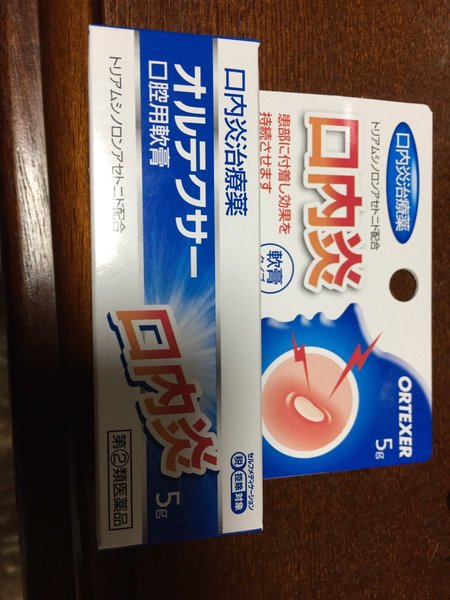 口内炎治療薬
オルテクサー
口腔用軟膏
トリアムシノロンアセトニド配合
口内炎
セルフメディケーション
税 控除 対象
第②類医薬品
5g
口内炎治療薬
トリアムシノロンアセトニド配合
口内炎
患部に付着し効果を
持続させます
軟膏
タイプ
ORTEXER
5g